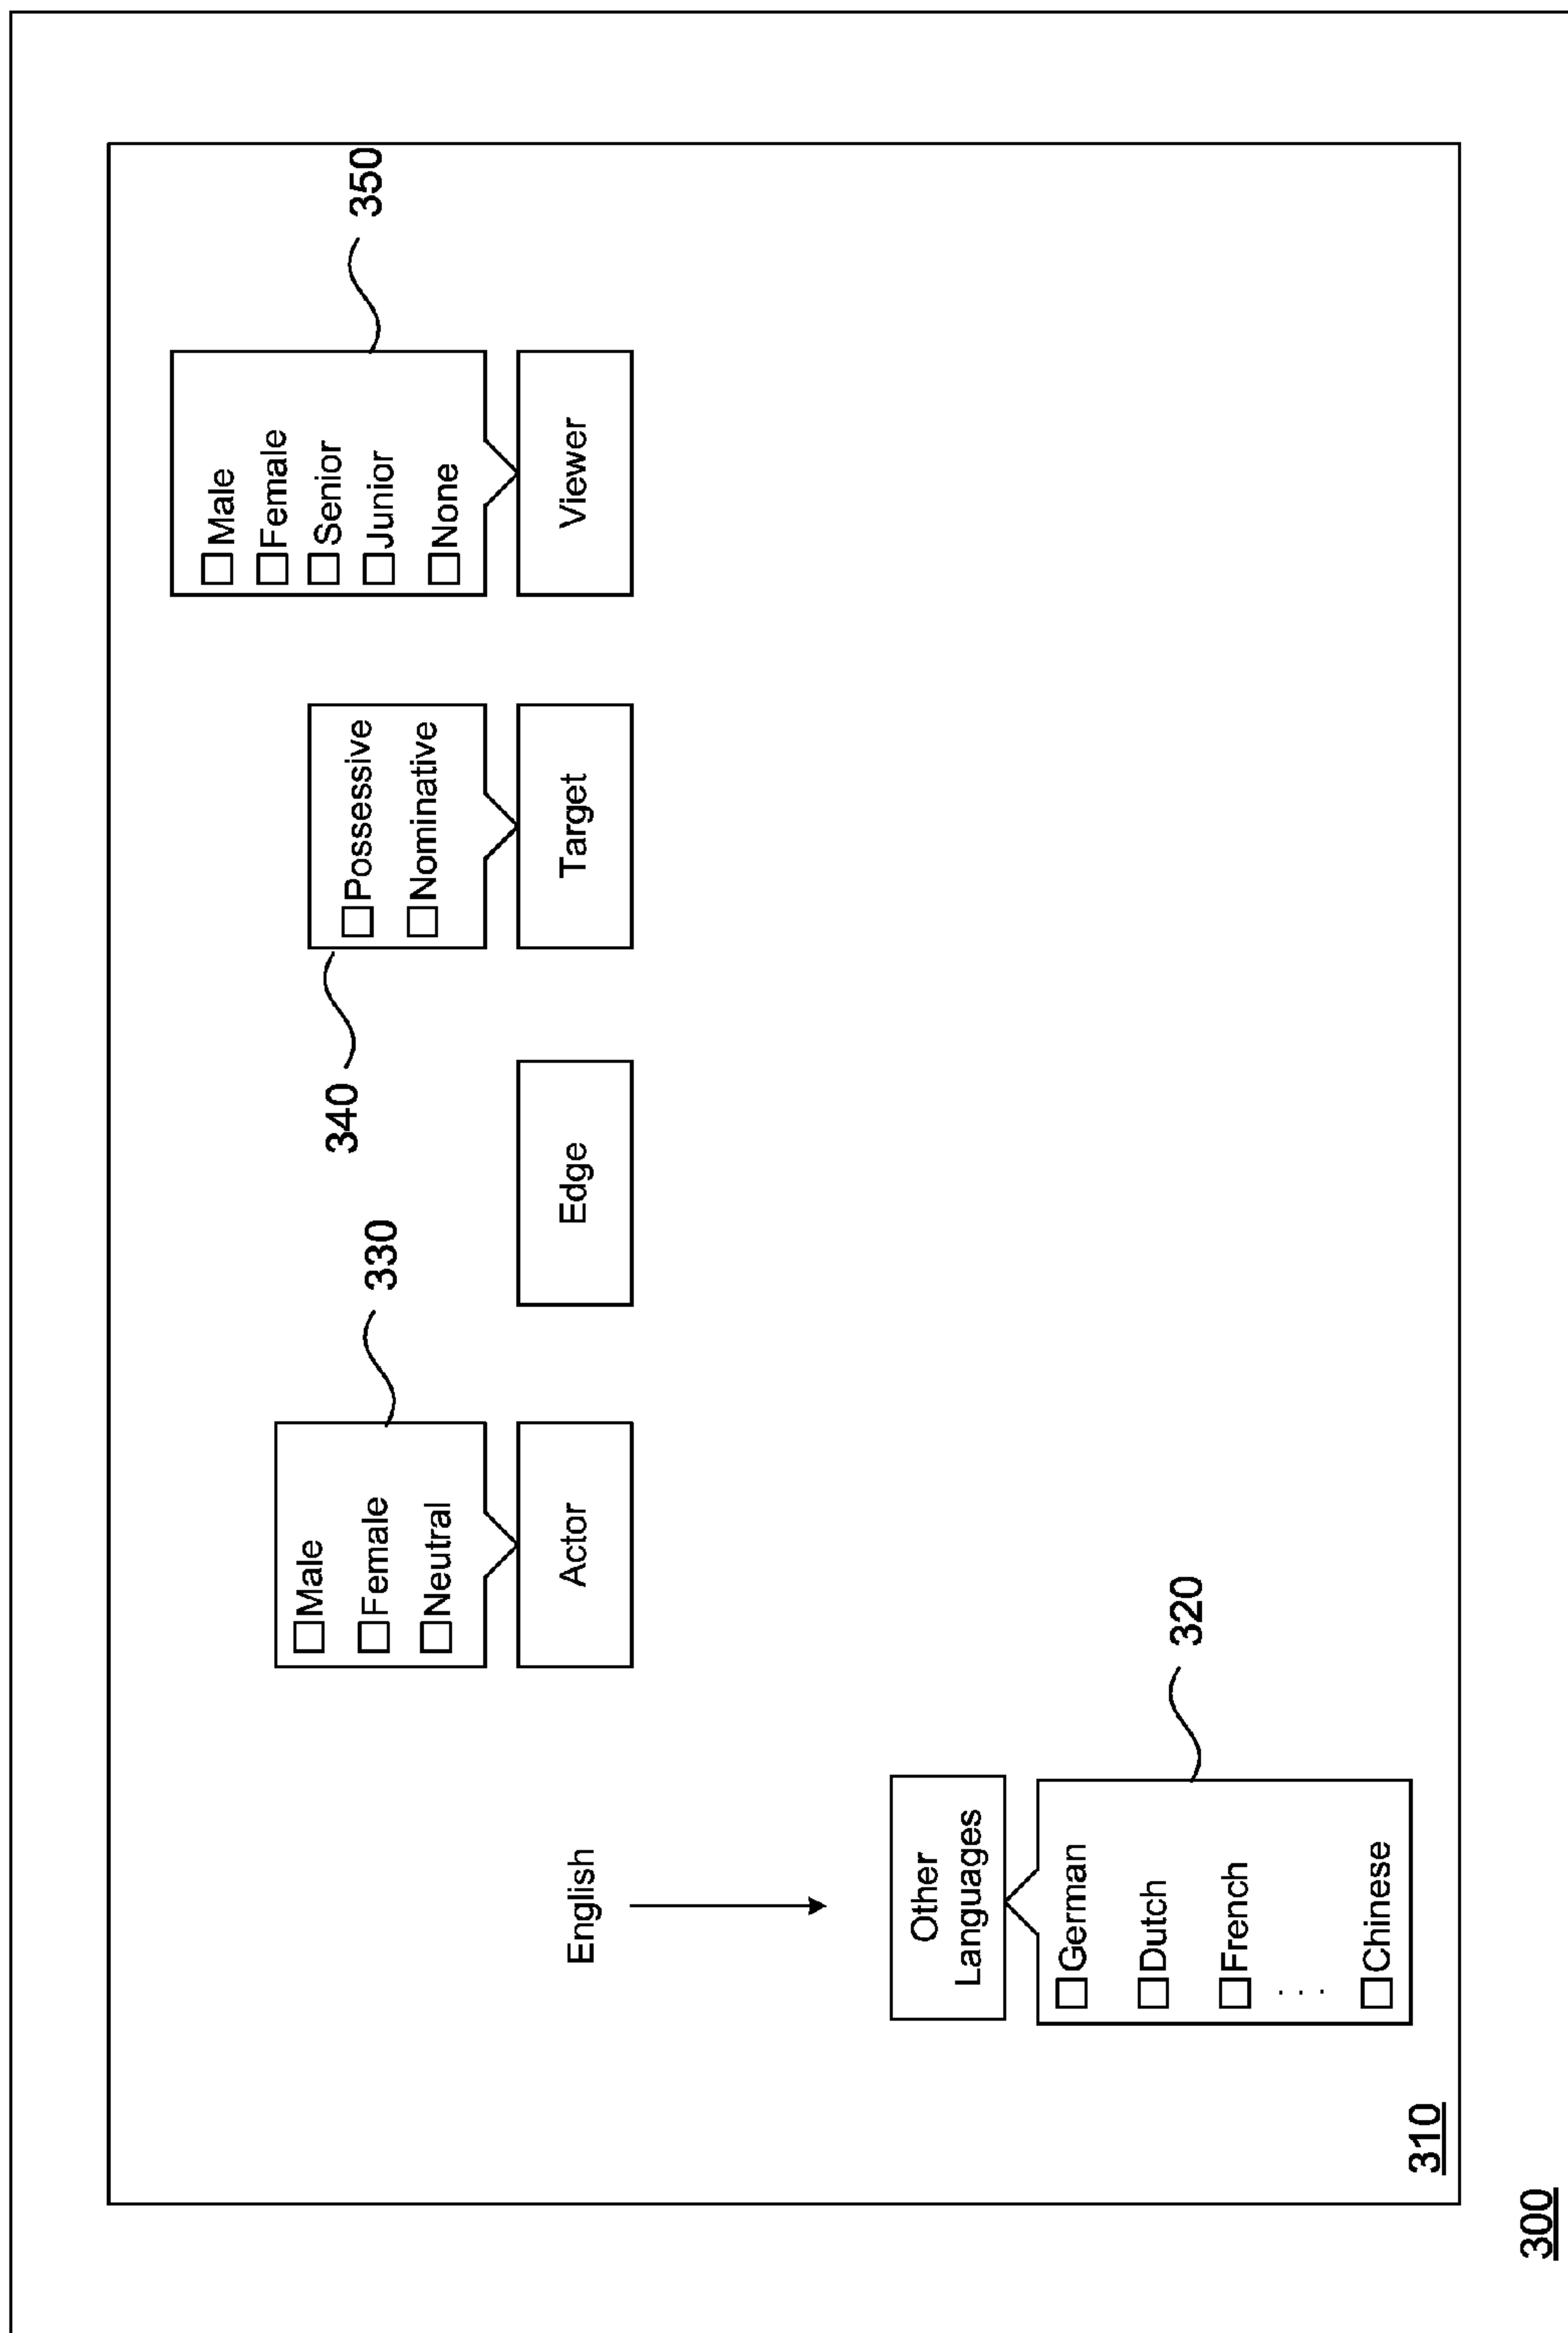 350
340
330
☐Male
☐Female
☐Neutral
☐Possessive
☐Nominative
☐Male
☐Female
☐Senior
☐Junior
☐None
English
Actor
Edge
Target
Viewer
Other
Languages
320
☐German
☐Dutch
☐French
. . .
☐Chinese
310
300